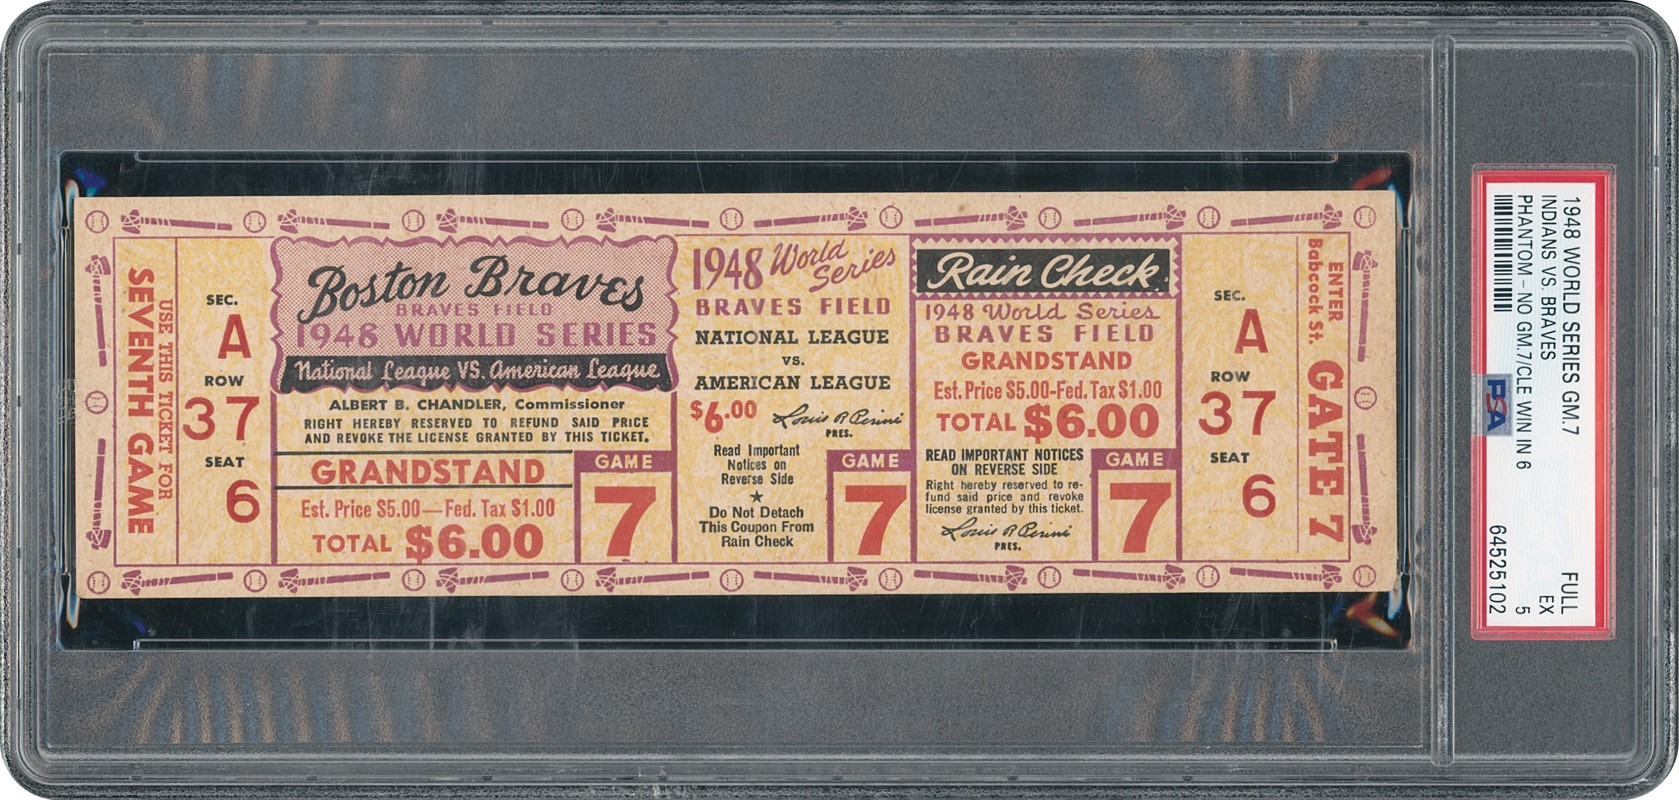 USE THIS TICKET FOR
SEVENTH GAME
SEC.
A
ROW
37
SEAT
6
Boston Braves
BRAVES FIELD
1948 WORLD SERIES
National League VS. American League
ALBERT B. CHANDLER, Commissioner
RIGHT HEREBY RESERVED TO REFUND SAID PRICE
AND REVOKE THE LICENSE GRANTED BY THIS TICKET.
GRANDSTAND
Est. Price $5.00—Fed. Tax $1.00
TOTAL $6.00
GAME
7
1948 World Series
BRAVES FIELD
NATIONAL LEAGUE
vs.
AMERICAN LEAGUE
$6.00 Louis R Perini
PRES.
Read Important
Notices on
Reverse Side
★
Do Not Detach
This Coupon From
Rain Check
GAME
7
Rain Check
1948 World Series
BRAVES FIELD
GRANDSTAND
Est. Price $5.00-Fed. Tax $1.00
TOTAL $6.00
READ IMPORTANT NOTICES
ON REVERSE SIDE
Right hereby reserved to re-
fund said price and revoke
license granted by this ticket.
Louis R Perini
PRES.
GAME
7
SEC.
A
ROW
37
SEAT
6
ENTER
Babcock St.
GATE 7
1948 WORLD SERIES GM.7
INDIANS VS. BRAVES
PHANTOM - NO GM.7/CLE WIN IN 6
FULL
EX
5
64525102
PSA